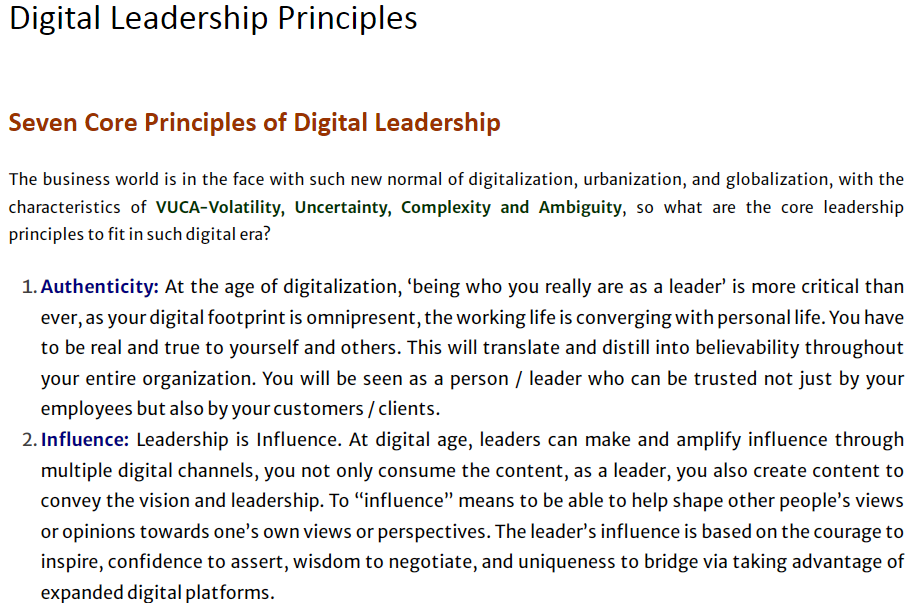 Digital Leadership Principles
Seven Core Principles of Digital Leadership
The business world is in the face with such new normal of digitalization, urbanization, and globalization, with the
characteristics of VUCA-Volatility, Uncertainty, Complexity and Ambiguity, so what are the core leadership
principles to fit in such digital era?
1. Authenticity: At the age of digitalization, ‘being who you really are as a leader’ is more critical than
ever, as your digital footprint is omnipresent, the working life is converging with personal life. You have
to be real and true to yourself and others. This will translate and distill into believability throughout
your entire organization. You will be seen as a person / leader who can be trusted not just by your
employees but also by your customers / clients.
2. Influence: Leadership is Influence. At digital age, leaders can make and amplify influence through
multiple digital channels, you not only consume the content, as a leader, you also create content to
convey the vision and leadership. To “influence” means to be able to help shape other people’s views
or opinions towards one’s own views or perspectives. The leader’s influence is based on the courage to
inspire, confidence to assert, wisdom to negotiate, and uniqueness to bridge via taking advantage of
expanded digital platforms.